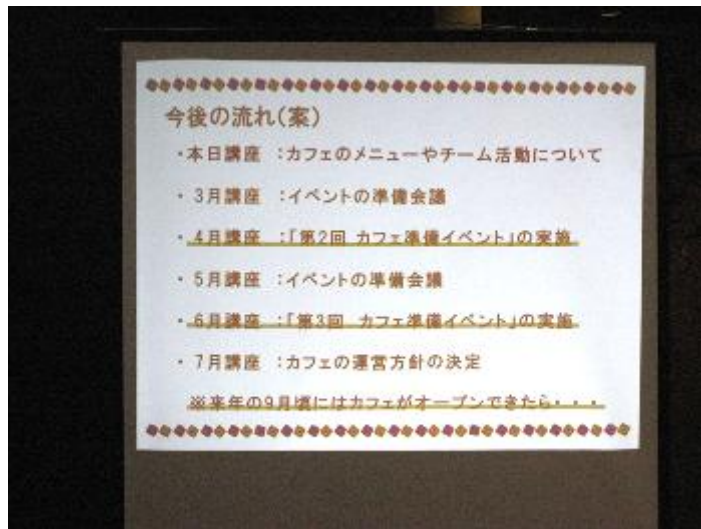 今後の流れ(案)
・本日講座 :カフェのメニューやチーム活動について
・3月講座 :イベントの準備会議
・4月講座 :「第2回 カフェ準備イベント」の実施
・5月講座 :イベントの準備会議
・6月講座 :「第3回 カフェ準備イベント」の実施
・7月講座 :カフェの運営方針の決定
※来年の9月頃にはカフェがオープンできたら・・・